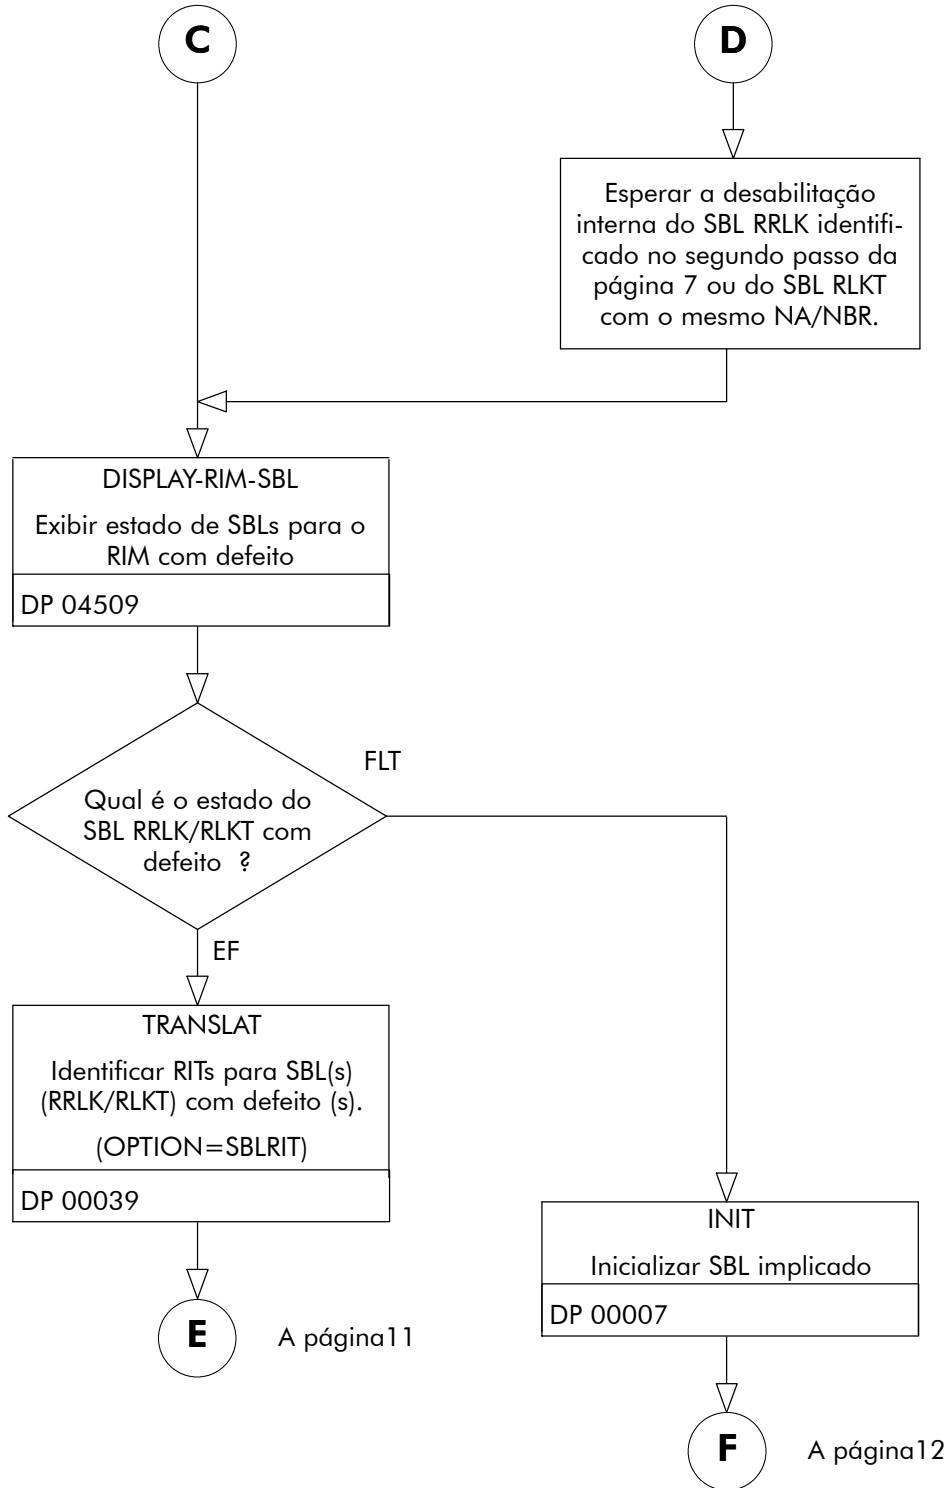 C
D
Esperar a desabilitação
interna do SBL RRLK identifi-
cado no segundo passo da
página 7 ou do SBL RLKT
com o mesmo NA/NBR.
DISPLAY-RIM-SBL
Exibir estado de SBLs para o
RIM com defeito
DP 04509
FLT
Qual é o estado do
SBL RRLK/RLKT com
defeito ?
EF
TRANSLAT
Identificar RITs para SBL(s)
(RRLK/RLKT) com defeito (s).
(OPTION=SBLRIT)
DP 00039
INIT
Inicializar SBL implicado
DP 00007
E
A página11
F
A página12